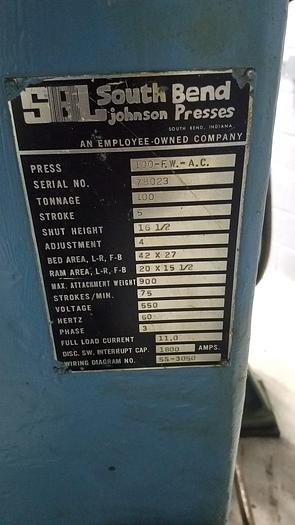 SBL South Bend
johnson Presses
SOUTH BEND, INDIANA
AN EMPLOYEE-OWNED COMPANY
PRESS 100-F.W.-A.C.
SERIAL NO. 78023
TONNAGE 100
STROKE 5
SHUT HEIGHT 16 1/2
ADJUSTMENT 4
BED AREA, L-R, F-B 42 X 27
RAM AREA, L-R, F-B 20 X 15 1/2
MAX. ATTACHMENT WEIGHT 900
STROKES/MIN. 75
VOLTAGE 550
HERTZ 60
PHASE 3
FULL LOAD CURRENT 11.0
DISC. SW. INTERRUPT CAP. 1800 AMPS.
WIRING DIAGRAM NO. SS-3050